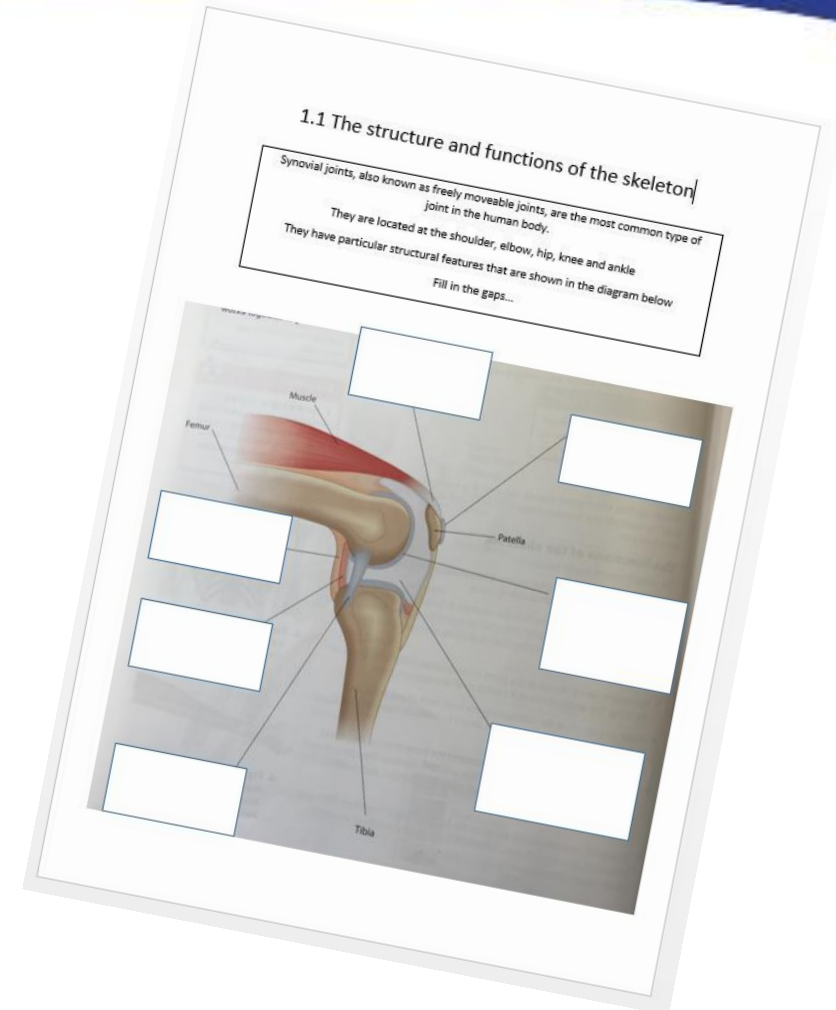 1.1 The structure and functions of the skeleton
Synovial joints, also known as freely moveable joints, are the most common type of
joint in the human body.
They are located at the shoulder, elbow, hip, knee and ankle
They have particular structural features that are shown in the diagram below
Fill in the gaps...
Muscle
Femur
Patella
Tibia